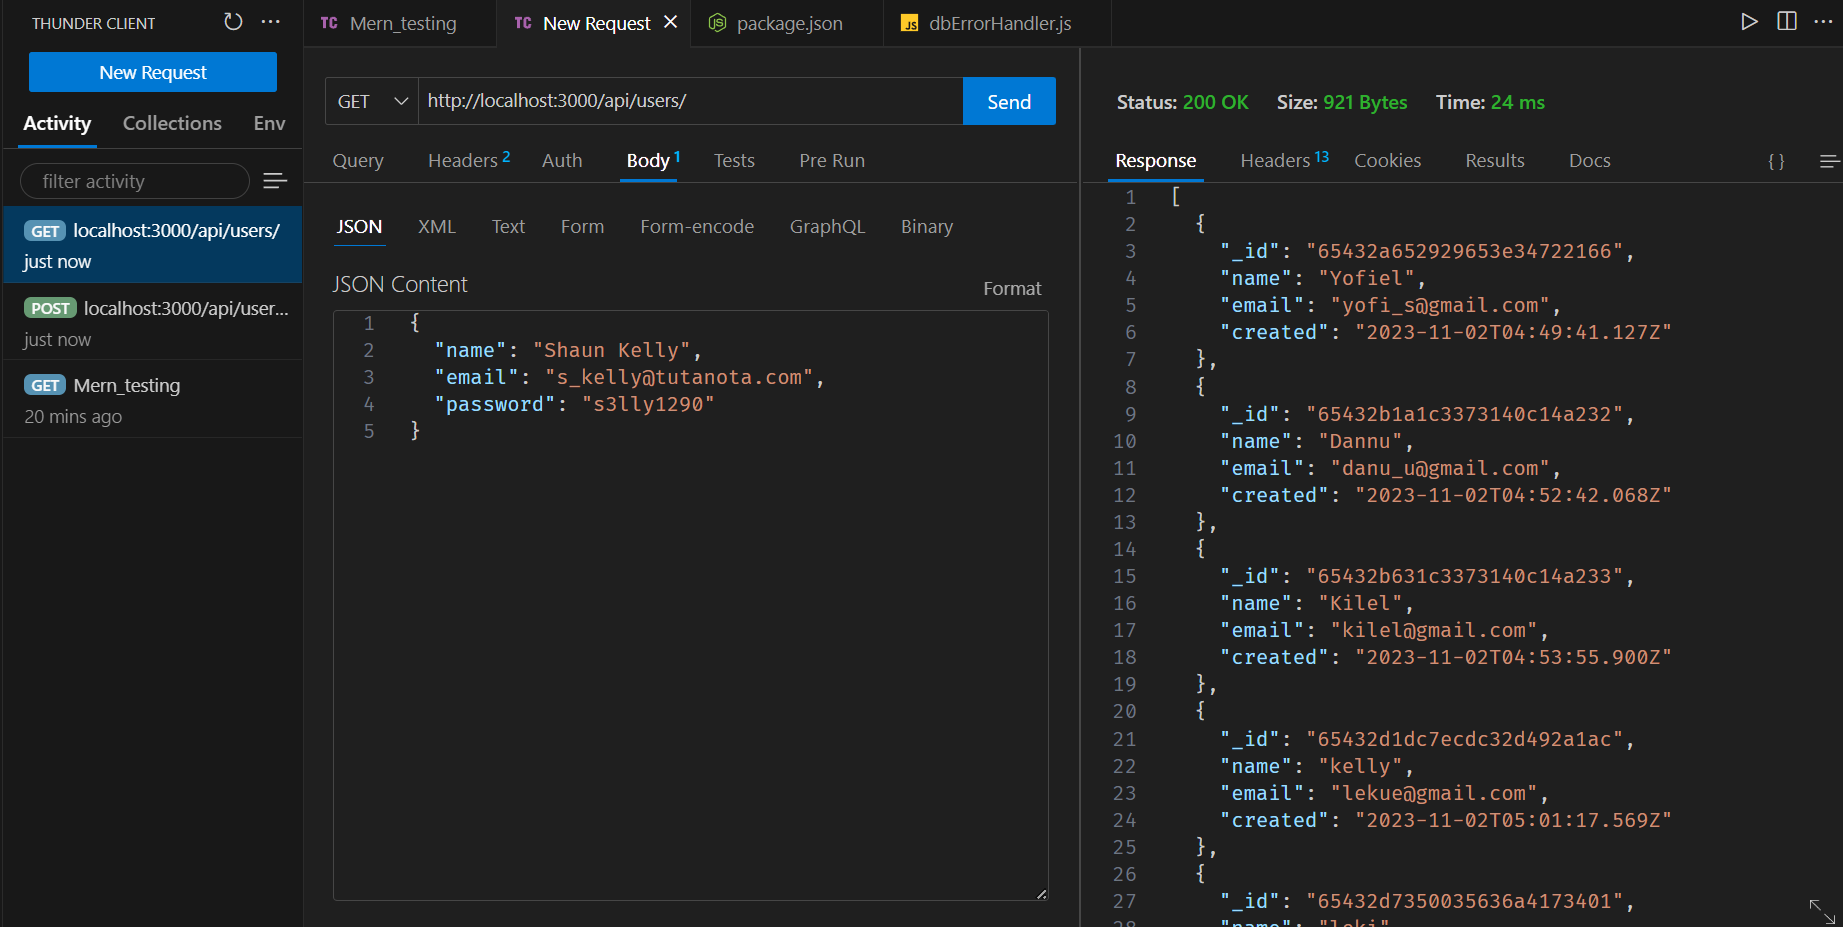 THUNDER CLIENT
New Request
Activity Collections Env
filter activity
GET localhost:3000/api/users/
just now
POST localhost:3000/api/user...
just now
GET Mern_testing
20 mins ago
TC Mern_testing
TC New Request
package.json
JS dbErrorHandler.js
GET http://localhost:3000/api/users/ Send
Query Headers 2 Auth Body 1 Tests Pre Run
JSON XML Text Form Form-encode GraphQL Binary
JSON Content Format
1 {
2 "name": "Shaun Kelly",
3 "email": "s_kelly@tutanota.com",
4 "password": "s3lly1290"
5 }
Status: 200 OK Size: 921 Bytes Time: 24 ms
Response Headers 13 Cookies Results Docs { }
1 [
2 {
3 "_id": "65432a652929653e34722166",
4 "name": "Yofiel",
5 "email": "yofi_s@gmail.com",
6 "created": "2023-11-02T04:49:41.127Z"
7 },
8 {
9 "_id": "65432b1a1c3373140c14a232",
10 "name": "Dannu",
11 "email": "danu_u@gmail.com",
12 "created": "2023-11-02T04:52:42.068Z"
13 },
14 {
15 "_id": "65432b631c3373140c14a233",
16 "name": "Kilel",
17 "email": "kilel@gmail.com",
18 "created": "2023-11-02T04:53:55.900Z"
19 },
20 {
21 "_id": "65432d1dc7ecdc32d492a1ac",
22 "name": "kelly",
23 "email": "lekue@gmail.com",
24 "created": "2023-11-02T05:01:17.569Z"
25 },
26 {
27 "_id": "65432d7350035636a4173401",
28 "name": "leki"